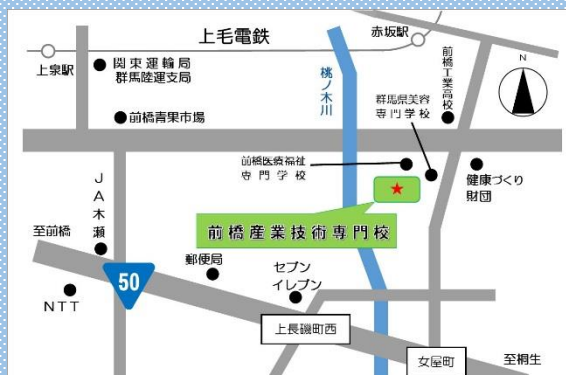 上毛電鉄
赤坂駅
上泉駅
関東運輸局
群馬陸運支局
桃ノ木川
前橋工業高校
N
群馬県美容
専門学校
前橋青果市場
前橋医療福祉
専門学校
健康づくり
財団
JA木瀬
至前橋
前橋産業技術専門校
郵便局
セブン
イレブン
50
NTT
上長磯町西
女屋町
至桐生